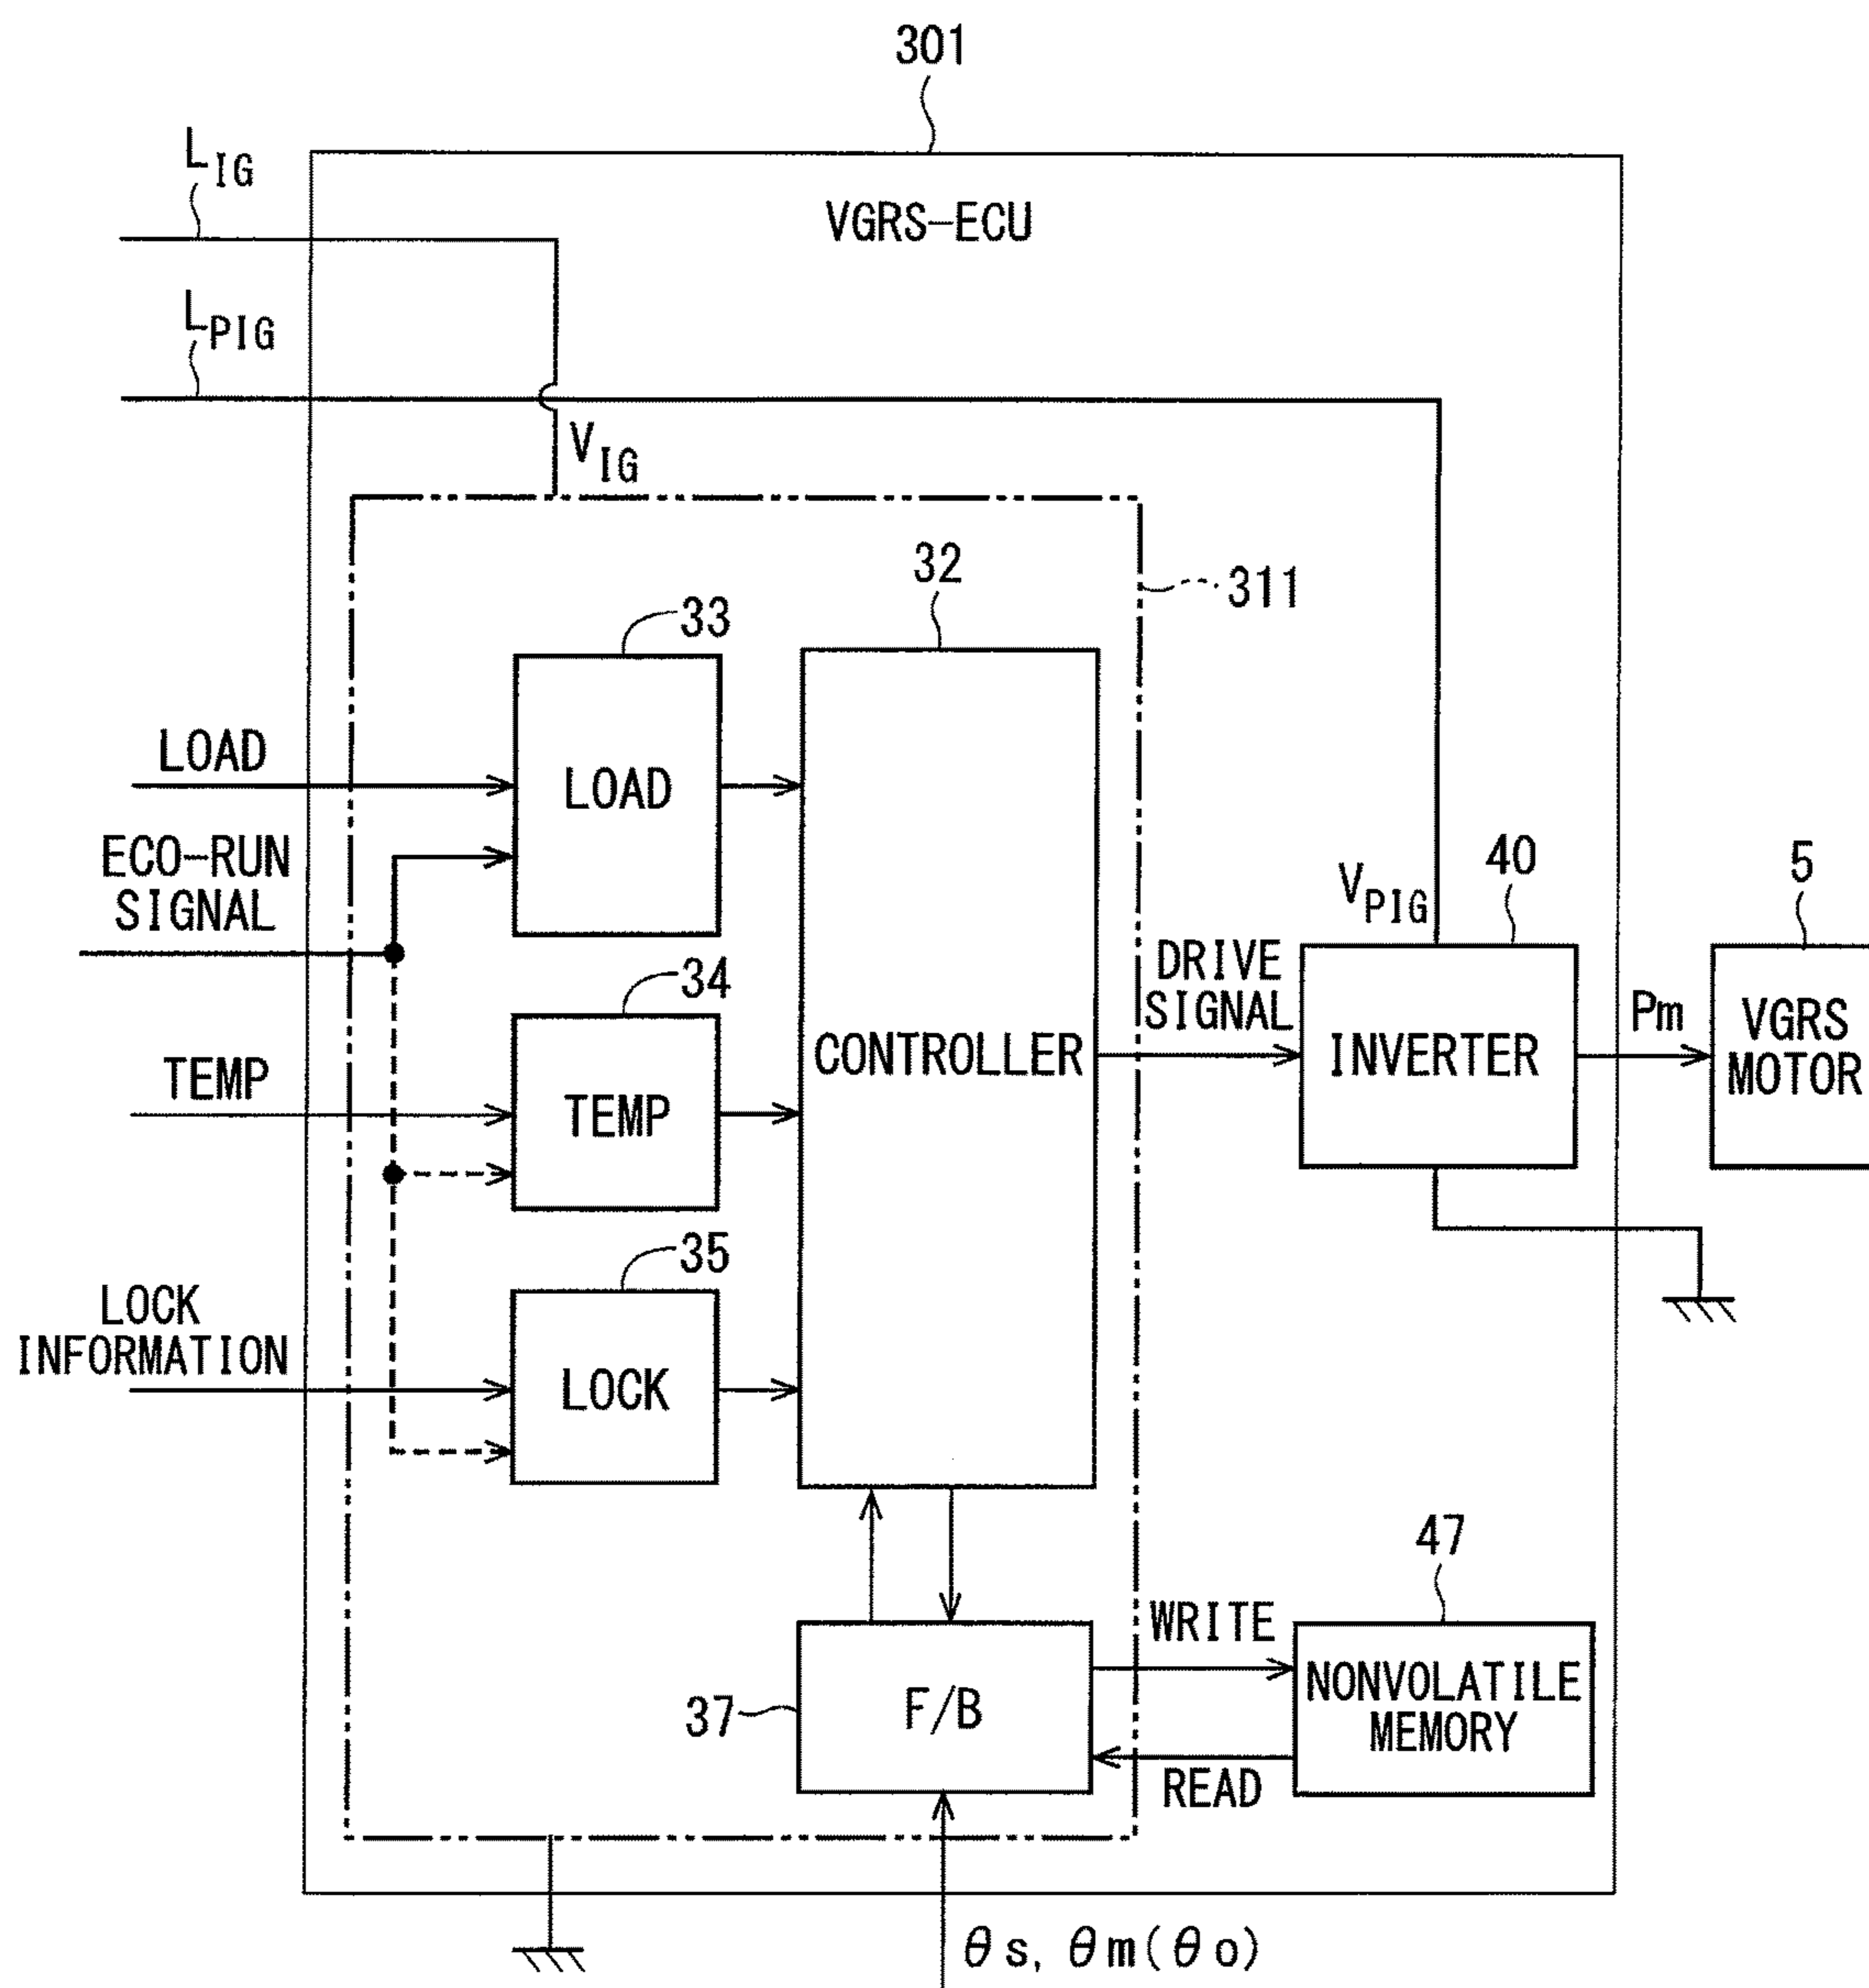 301
L_IG
VGRS-ECU
L_PIG
V_IG
32
311
33
LOAD
LOAD
ECO-RUN
SIGNAL
40
5
V_PIG
34
DRIVE
SIGNAL
CONTROLLER
INVERTER
Pm
VGRS
MOTOR
TEMP
TEMP
35
LOCK
INFORMATION
LOCK
47
WRITE
37
F/B
NONVOLATILE
MEMORY
READ
θs, θm(θo)